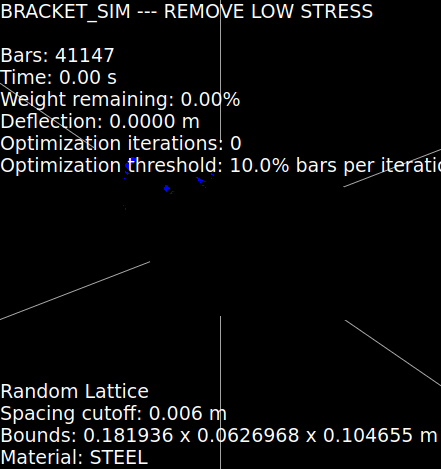 BRACKET_SIM --- REMOVE LOW STRESS
Bars: 41147
Time: 0.00 s
Weight remaining: 0.00%
Deflection: 0.0000 m
Optimization iterations: 0
Optimization threshold: 10.0% bars per iteratio
Random Lattice
Spacing cutoff: 0.006 m
Bounds: 0.181936 x 0.0626968 x 0.104655 m
Material: STEEL